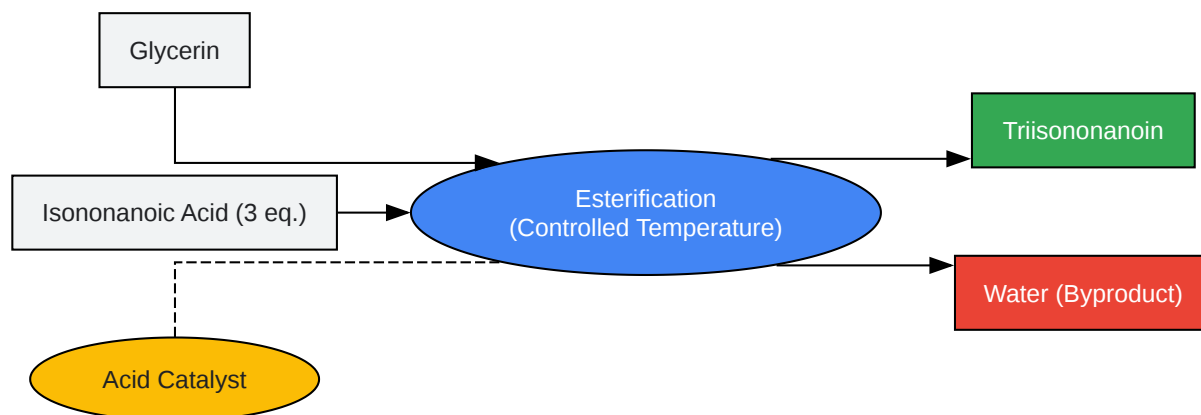 Glycerin
Triisononanoin
Isononanoic Acid (3 eq.)
Esterification
(Controlled Temperature)
Water (Byproduct)
Acid Catalyst